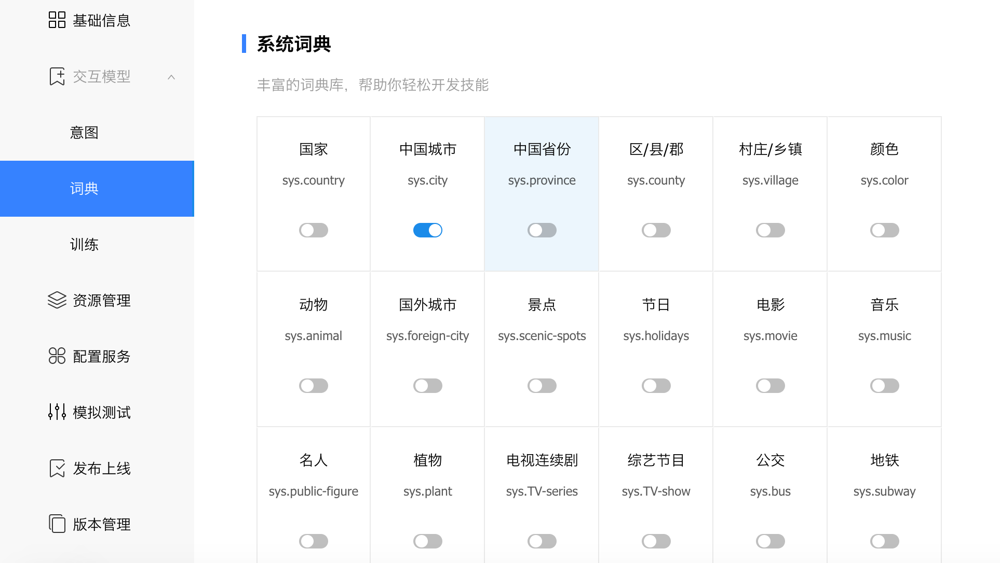 基础信息
交互模型
意图
词典
训练
资源管理
配置服务
模拟测试
发布上线
版本管理
系统词典
丰富的词典库，帮助你轻松开发技能
国家
sys.country
中国城市
sys.city
中国省份
sys.province
区/县/郡
sys.county
村庄/乡镇
sys.village
颜色
sys.color
动物
sys.animal
国外城市
sys.foreign-city
景点
sys.scenic-spots
节日
sys.holidays
电影
sys.movie
音乐
sys.music
名人
sys.public-figure
植物
sys.plant
电视连续剧
sys.TV-series
综艺节目
sys.TV-show
公交
sys.bus
地铁
sys.subway